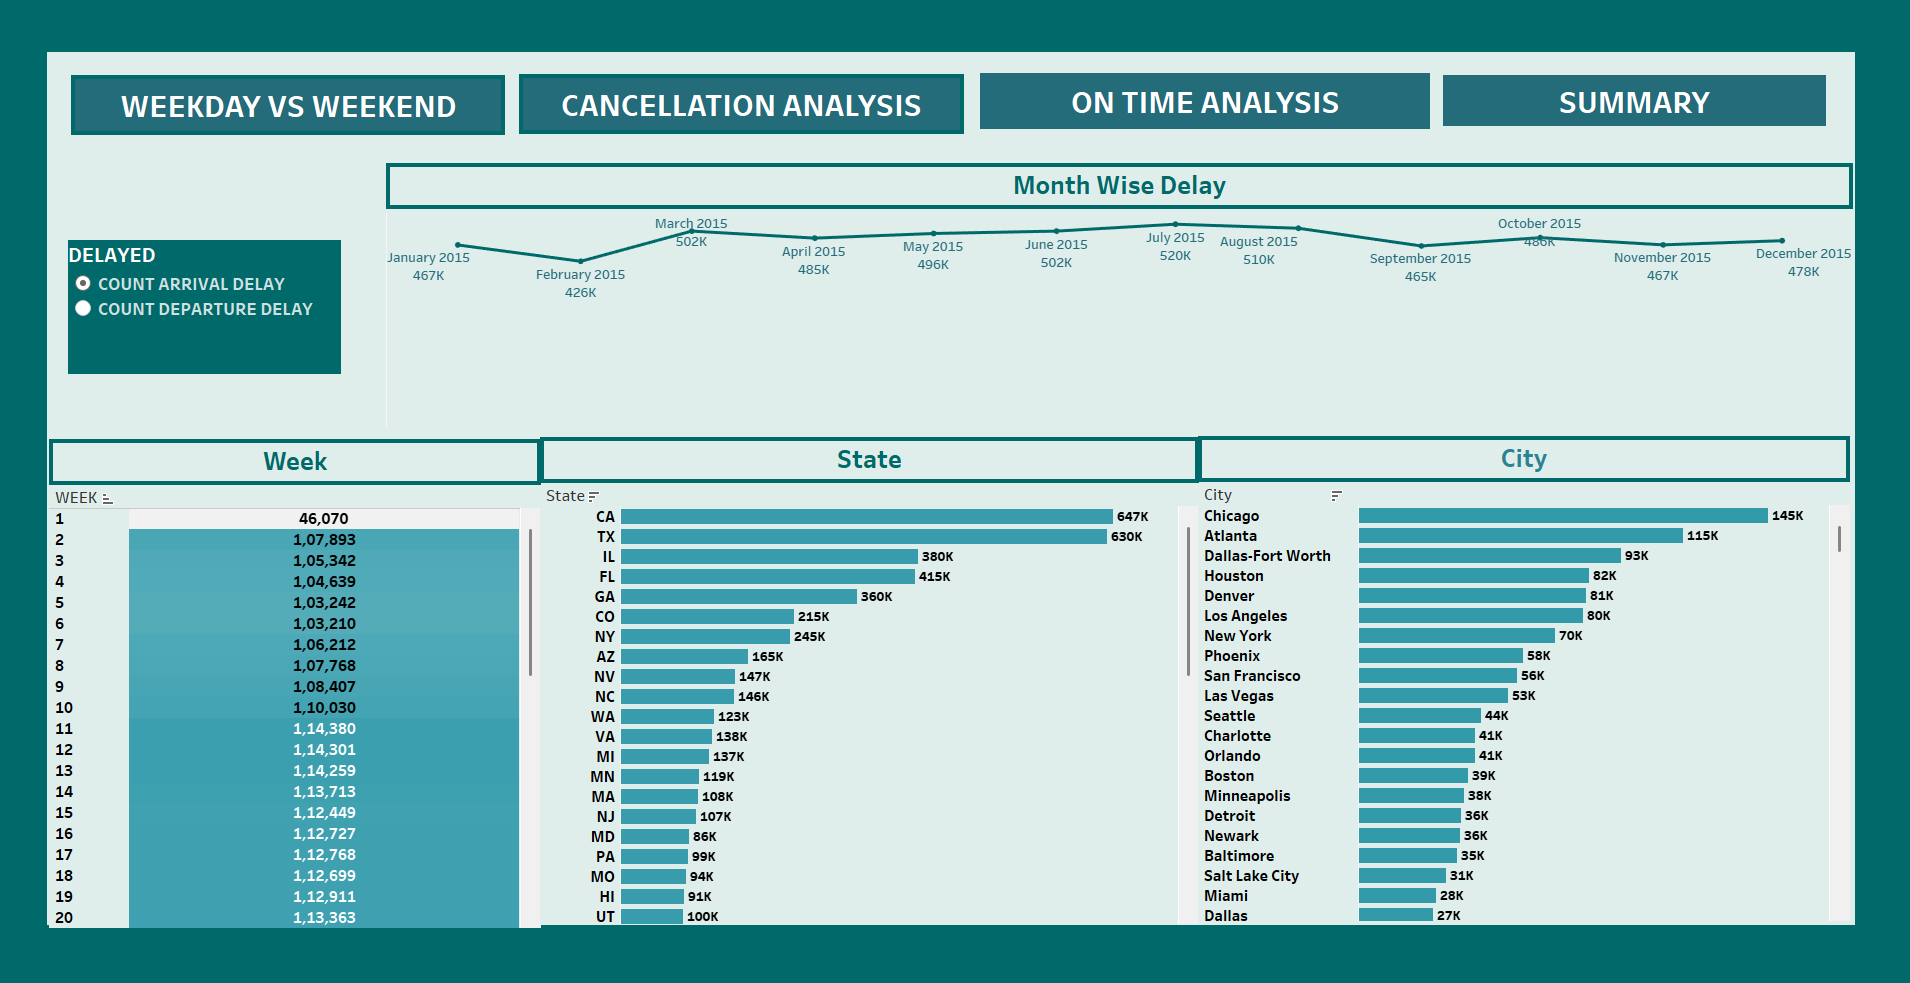 WEEKDAY VS WEEKEND
CANCELLATION ANALYSIS
ON TIME ANALYSIS
SUMMARY
Month Wise Delay
DELAYED
COUNT ARRIVAL DELAY
COUNT DEPARTURE DELAY
January 2015
467K
February 2015
426K
March 2015
502K
April 2015
485K
May 2015
496K
June 2015
502K
July 2015
520K
August 2015
510K
September 2015
465K
October 2015
486K
November 2015
467K
December 2015
478K
Week
WEEK
1 46,070
2 1,07,893
3 1,05,342
4 1,04,639
5 1,03,242
6 1,03,210
7 1,06,212
8 1,07,768
9 1,08,407
10 1,10,030
11 1,14,380
12 1,14,301
13 1,14,259
14 1,13,713
15 1,12,449
16 1,12,727
17 1,12,768
18 1,12,699
19 1,12,911
20 1,13,363
State
State
CA 647K
TX 630K
IL 380K
FL 415K
GA 360K
CO 215K
NY 245K
AZ 165K
NV 147K
NC 146K
WA 123K
VA 138K
MI 137K
MN 119K
MA 108K
NJ 107K
MD 86K
PA 99K
MO 94K
HI 91K
UT 100K
City
City
Chicago 145K
Atlanta 115K
Dallas-Fort Worth 93K
Houston 82K
Denver 81K
Los Angeles 80K
New York 70K
Phoenix 58K
San Francisco 56K
Las Vegas 53K
Seattle 44K
Charlotte 41K
Orlando 41K
Boston 39K
Minneapolis 38K
Detroit 36K
Newark 36K
Baltimore 35K
Salt Lake City 31K
Miami 28K
Dallas 27K